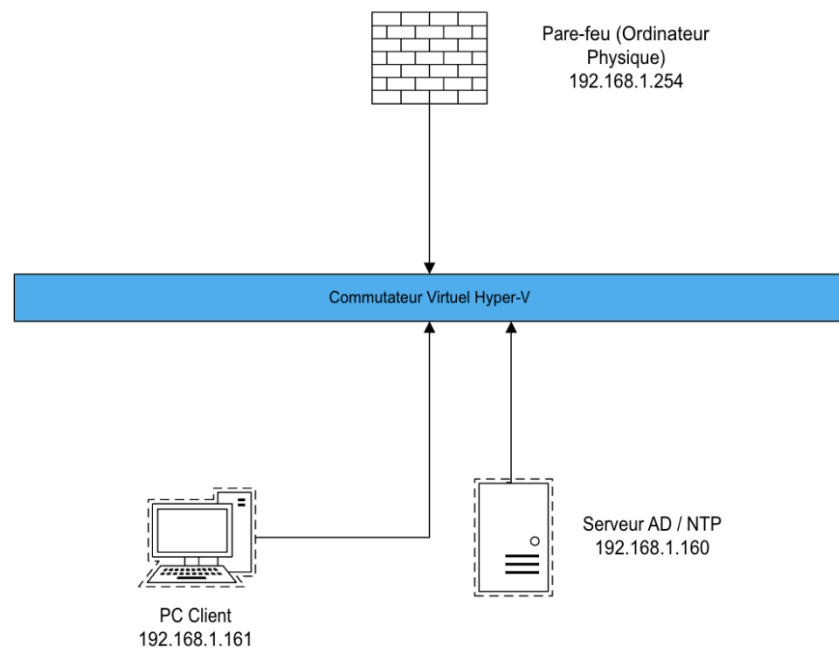 Pare-feu (Ordinateur
Physique)
192.168.1.254
Commutateur Virtuel Hyper-V
Serveur AD / NTP
192.168.1.160
PC Client
192.168.1.161